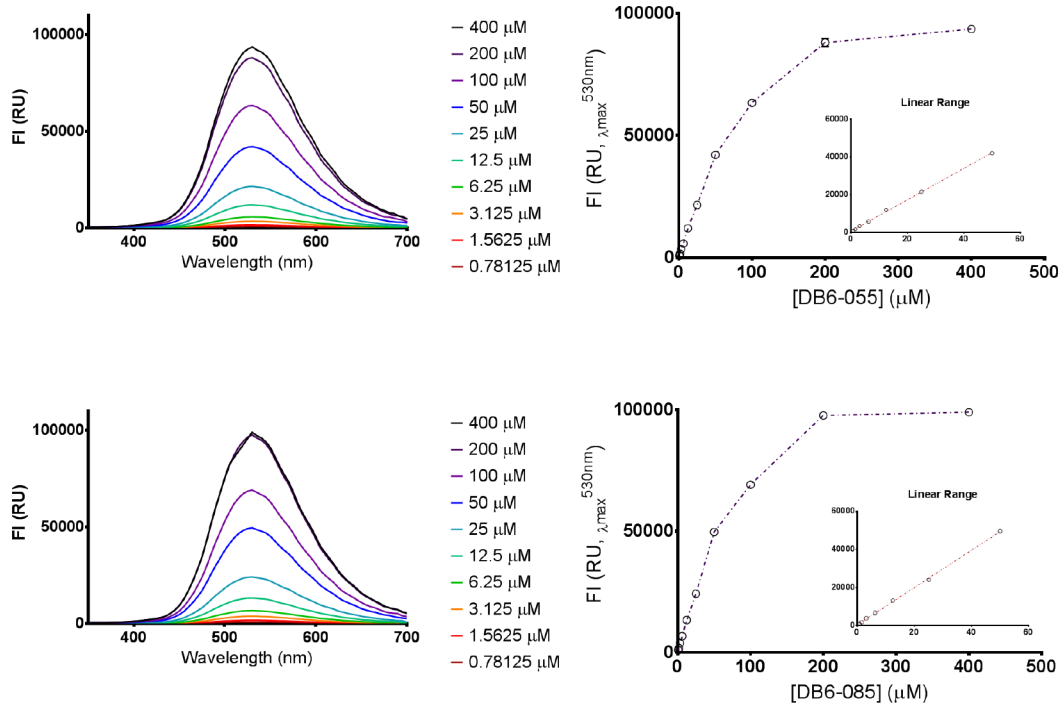 FI (RU)
100000
50000
0
400
500
600
700
Wavelength (nm)
400 μM
200 μM
100 μM
50 μM
25 μM
12.5 μM
6.25 μM
3.125 μM
1.5625 μM
0.78125 μM
FI (RU, λmax 530nm)
100000
50000
0
0
100
200
300
400
500
[DB6-055] (μM)
Linear Range
80000
60000
40000
20000
0
0
20
40
60
FI (RU)
100000
50000
0
400
500
600
700
Wavelength (nm)
400 μM
200 μM
100 μM
50 μM
25 μM
12.5 μM
6.25 μM
3.125 μM
1.5625 μM
0.78125 μM
FI (RU, λmax 530nm)
100000
50000
0
0
100
200
300
400
500
[DB6-085] (μM)
Linear Range
60000
40000
20000
0
0
20
40
60